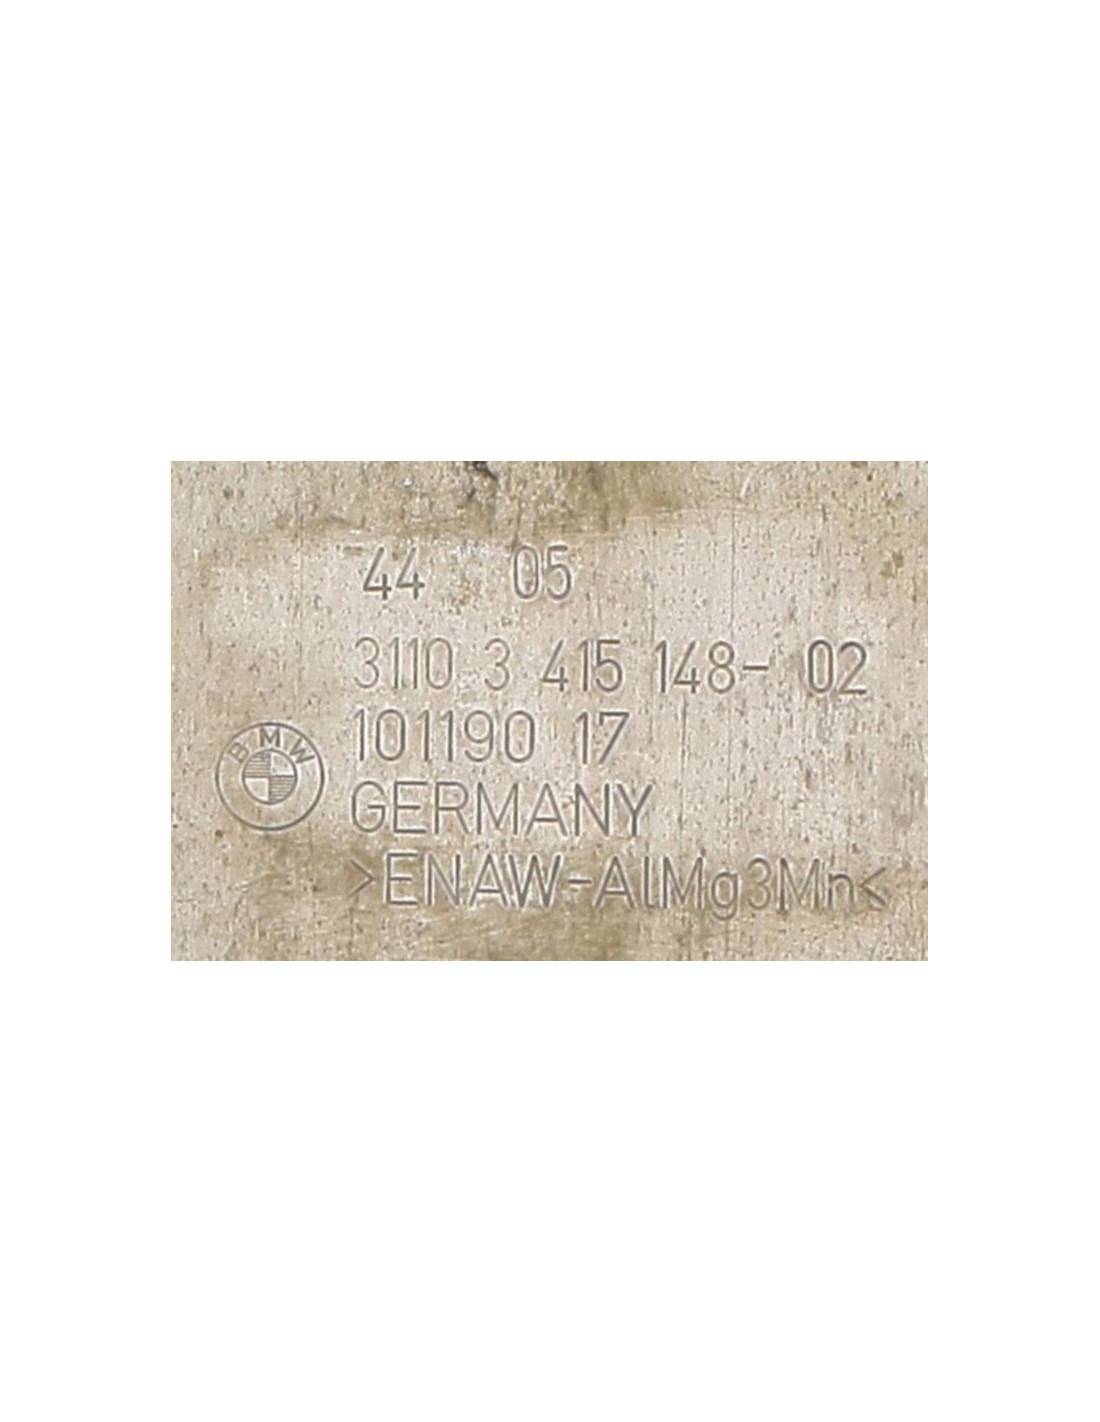 44 05
3110 3 415 148- 02
101190 17
BMW
GERMANY
>ENAW-AlMg3Mn<